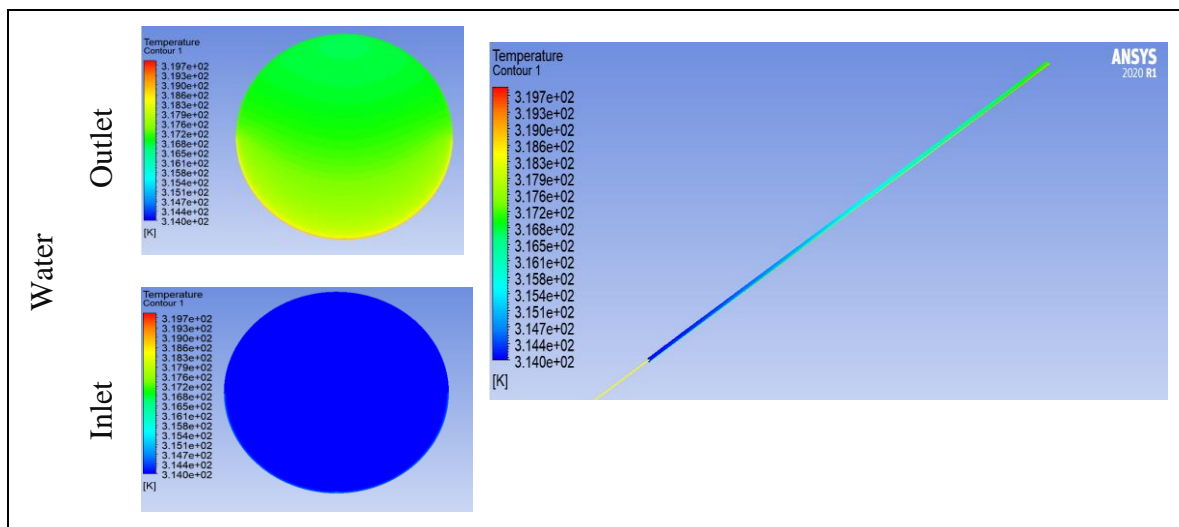 Water
Outlet
Temperature
Contour 1
3.197e+02
3.193e+02
3.190e+02
3.186e+02
3.183e+02
3.179e+02
3.176e+02
3.172e+02
3.168e+02
3.165e+02
3.161e+02
3.158e+02
3.154e+02
3.151e+02
3.147e+02
3.144e+02
3.140e+02
[K]
Inlet
Temperature
Contour 1
3.197e+02
3.193e+02
3.190e+02
3.186e+02
3.183e+02
3.179e+02
3.176e+02
3.172e+02
3.168e+02
3.165e+02
3.161e+02
3.158e+02
3.154e+02
3.151e+02
3.147e+02
3.144e+02
3.140e+02
[K]
Temperature
Contour 1
3.197e+02
3.193e+02
3.190e+02
3.186e+02
3.183e+02
3.179e+02
3.176e+02
3.172e+02
3.168e+02
3.165e+02
3.161e+02
3.158e+02
3.154e+02
3.151e+02
3.147e+02
3.144e+02
3.140e+02
[K]
ANSYS
2020 R1